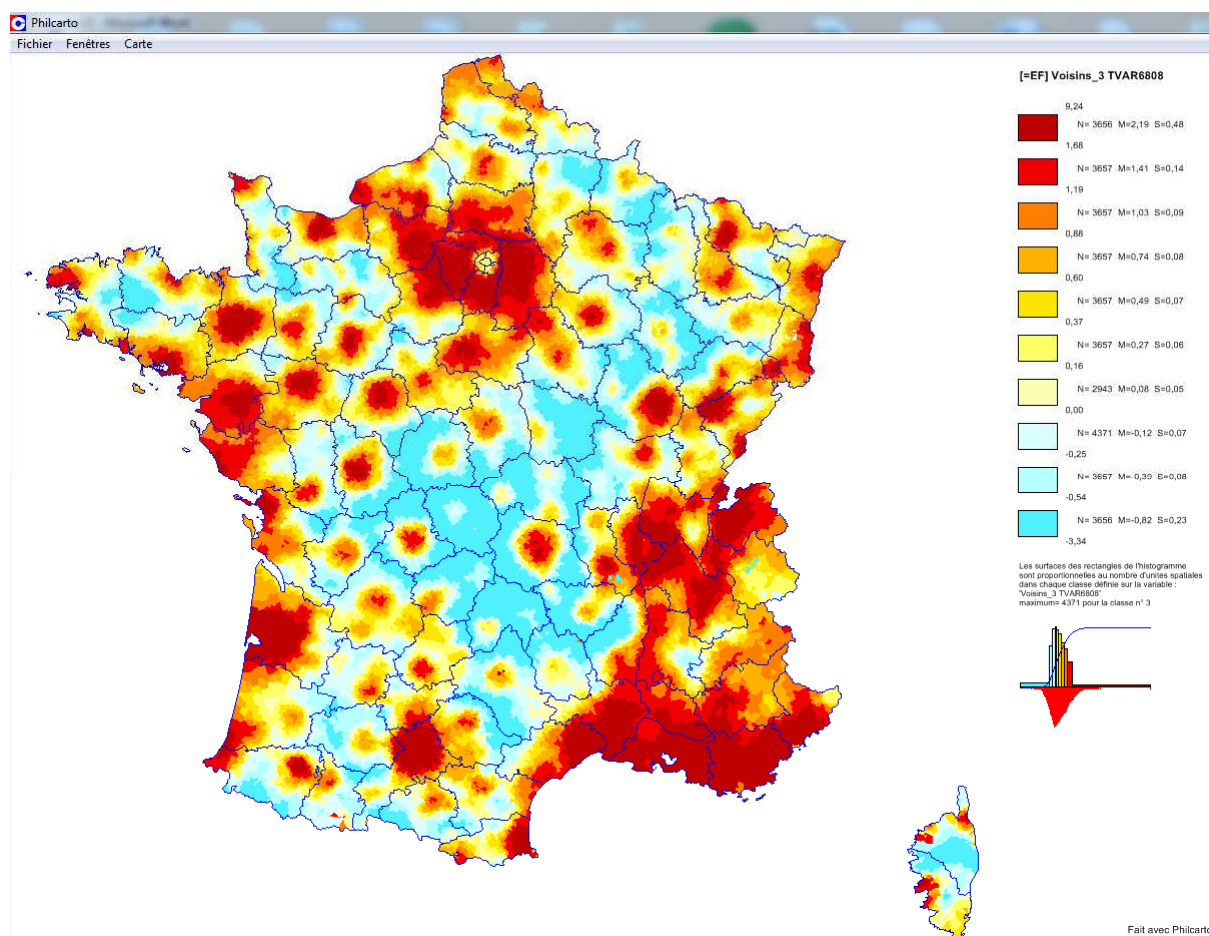 Philcarto
Fichier Fenêtres Carte
[=EF] Voisins_3 TVAR6808
9,24
N= 3656 M=2,19 S=0,48
1,68
N= 3657 M=1,41 S=0,14
1,19
N= 3657 M=1,03 S=0,09
0,88
N= 3657 M=0,74 S=0,08
0,60
N= 3657 M=0,49 S=0,07
0,37
N= 3657 M=0,27 S=0,06
0,16
N= 2943 M=0,08 S=0,05
0,00
N= 4371 M=-0,12 S=0,07
-0,25
N= 3657 M=-0,39 S=0,08
-0,54
N= 3656 M=-0,82 S=0,23
-3,34
Les surfaces des rectangles de l'histogramme
sont proportionnelles au nombre d'unites spatiales
dans chaque classe définie sur la variable :
'Voisins_3 TVAR6808'
maximum= 4371 pour la classe n° 3
Fait avec Philcarto